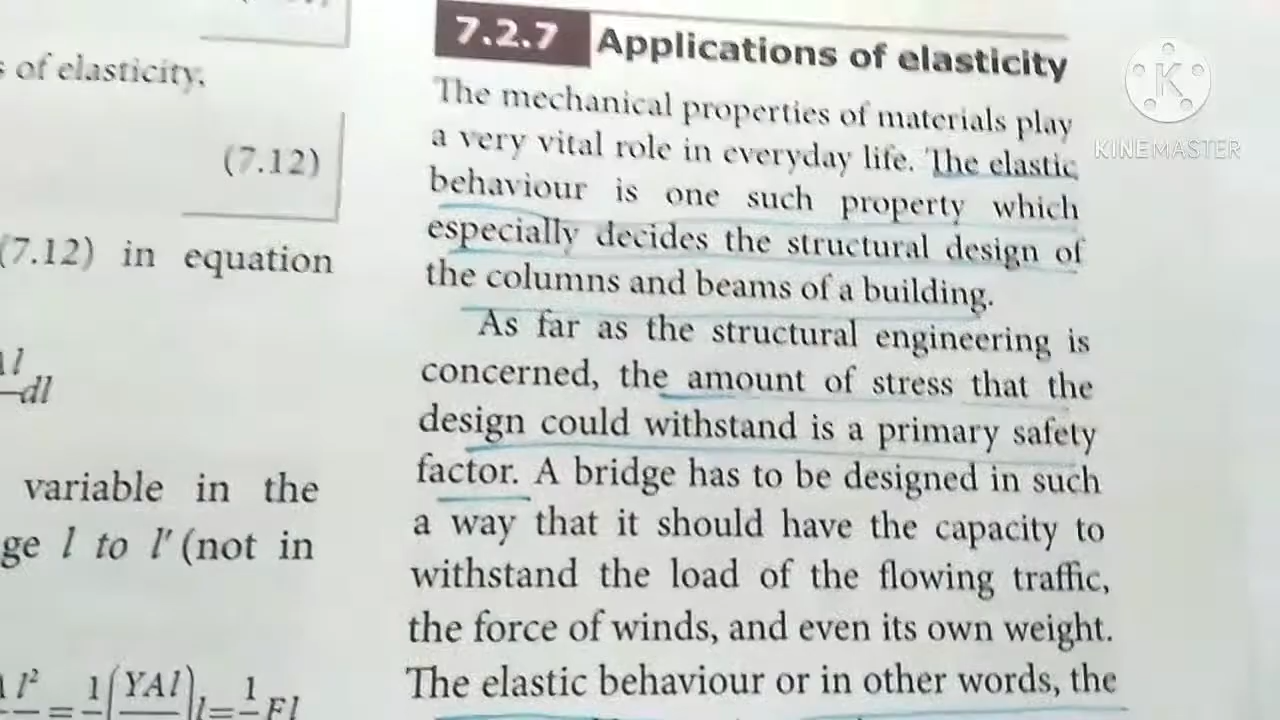 of elasticity.
(7.12)
(7.12) in equation
l
dl
variable in the
ge l to l′ (not in
l² = 1 (YAl) l = 1 Fl
7.2.7 Applications of elasticity
The mechanical properties of materials play
a very vital role in everyday life. The elastic
behaviour is one such property which
especially decides the structural design of
the columns and beams of a building.
As far as the structural engineering is
concerned, the amount of stress that the
design could withstand is a primary safety
factor. A bridge has to be designed in such
a way that it should have the capacity to
withstand the load of the flowing traffic,
the force of winds, and even its own weight.
The elastic behaviour or in other words, the
K
KINEMASTER